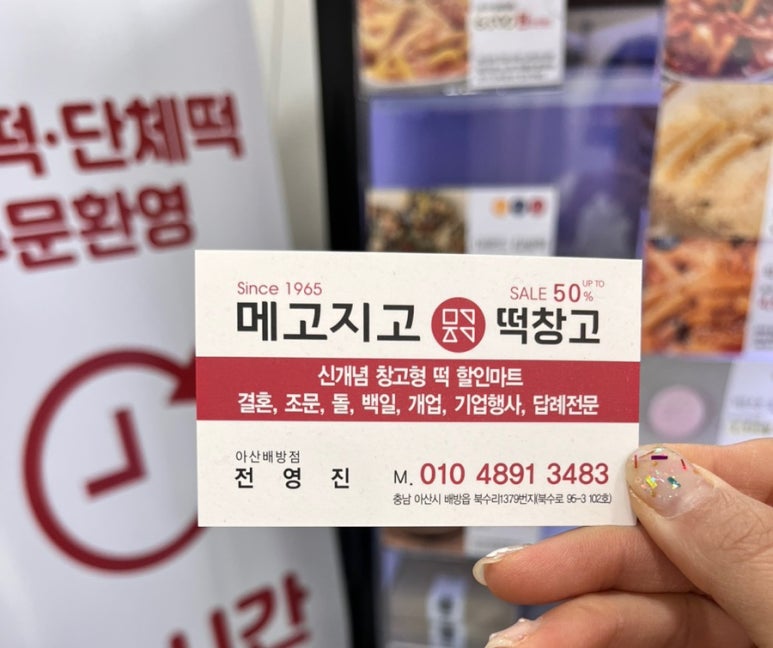 떡·단체떡
문환영
Since 1965
SALE 50% UP TO
메고지고 떡창고
신개념 창고형 떡 할인마트
결혼, 조문, 돌, 백일, 개업, 기업행사, 답례전문
아산배방점
전 영 진
M. 010 4891 3483
충남 아산시 배방읍 북수리1379번지(북수로 95-3 102호)
시간